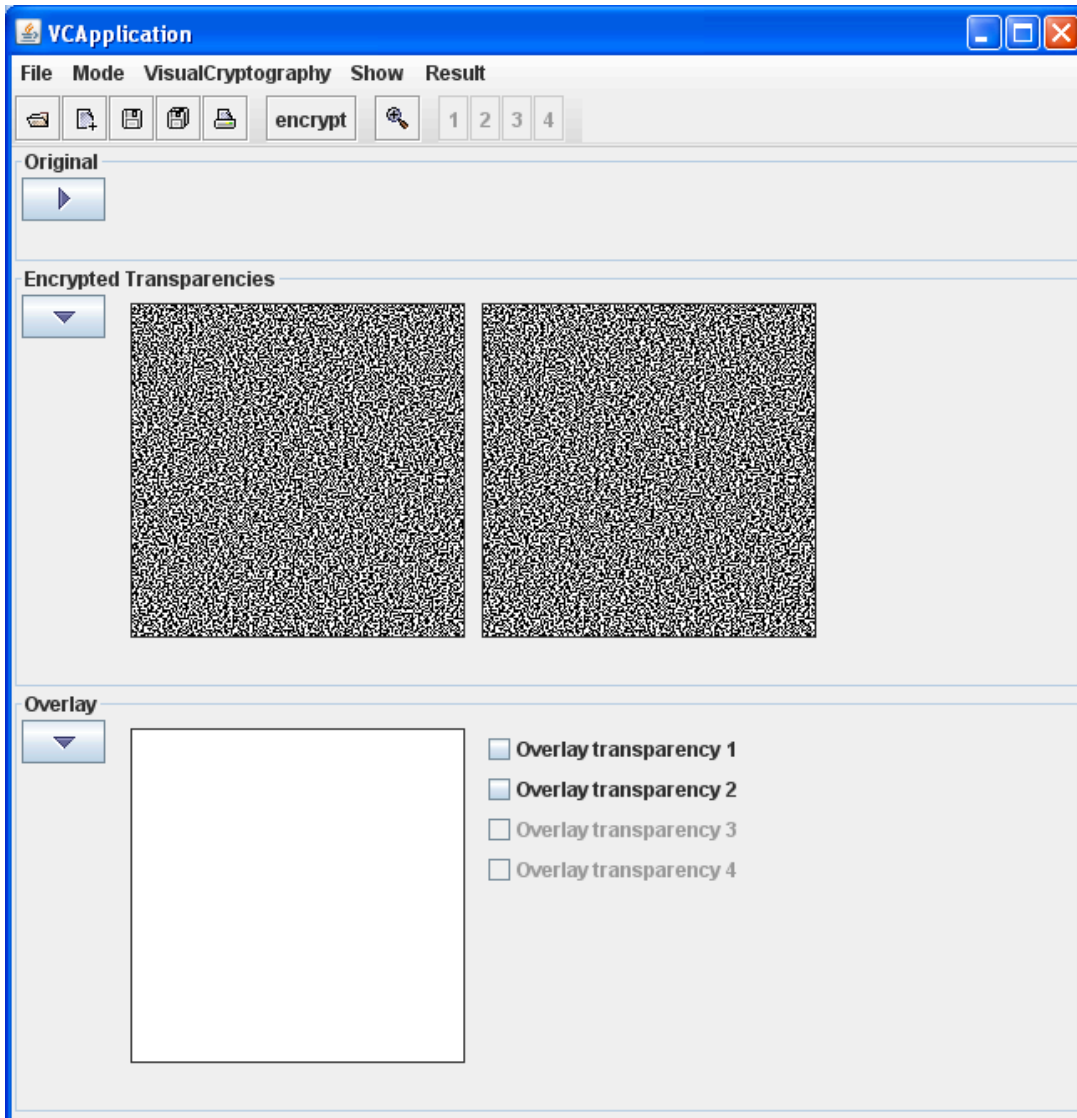 VCApplication
File Mode VisualCryptography Show Result
encrypt 1 2 3 4
Original
Encrypted Transparencies
Overlay
Overlay transparency 1
Overlay transparency 2
Overlay transparency 3
Overlay transparency 4